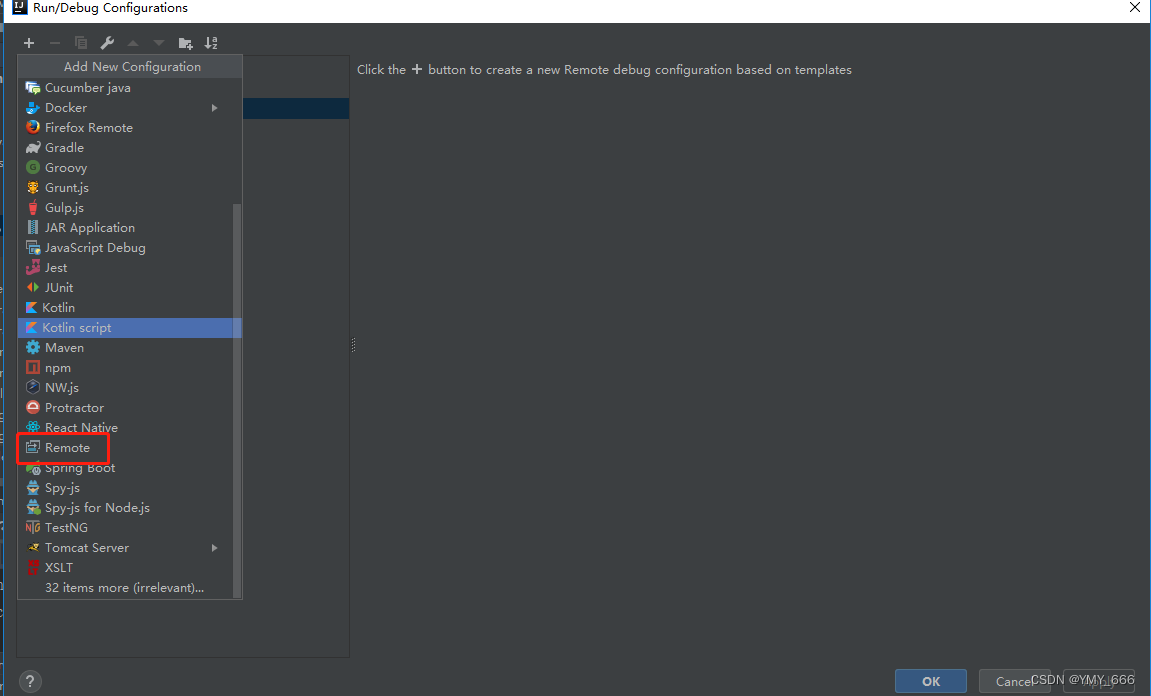 Run/Debug Configurations
Add New Configuration
Click the + button to create a new Remote debug configuration based on templates
Cucumber java
Docker
Firefox Remote
Gradle
Groovy
Grunt.js
Gulp.js
JAR Application
JavaScript Debug
Jest
JUnit
Kotlin
Kotlin script
Maven
npm
NW.js
Protractor
React Native
Remote
Spring Boot
Spy-js
Spy-js for Node.js
TestNG
Tomcat Server
XSLT
32 items more (irrelevant)...
?
OK
Cancel
CSDN @YMY_666